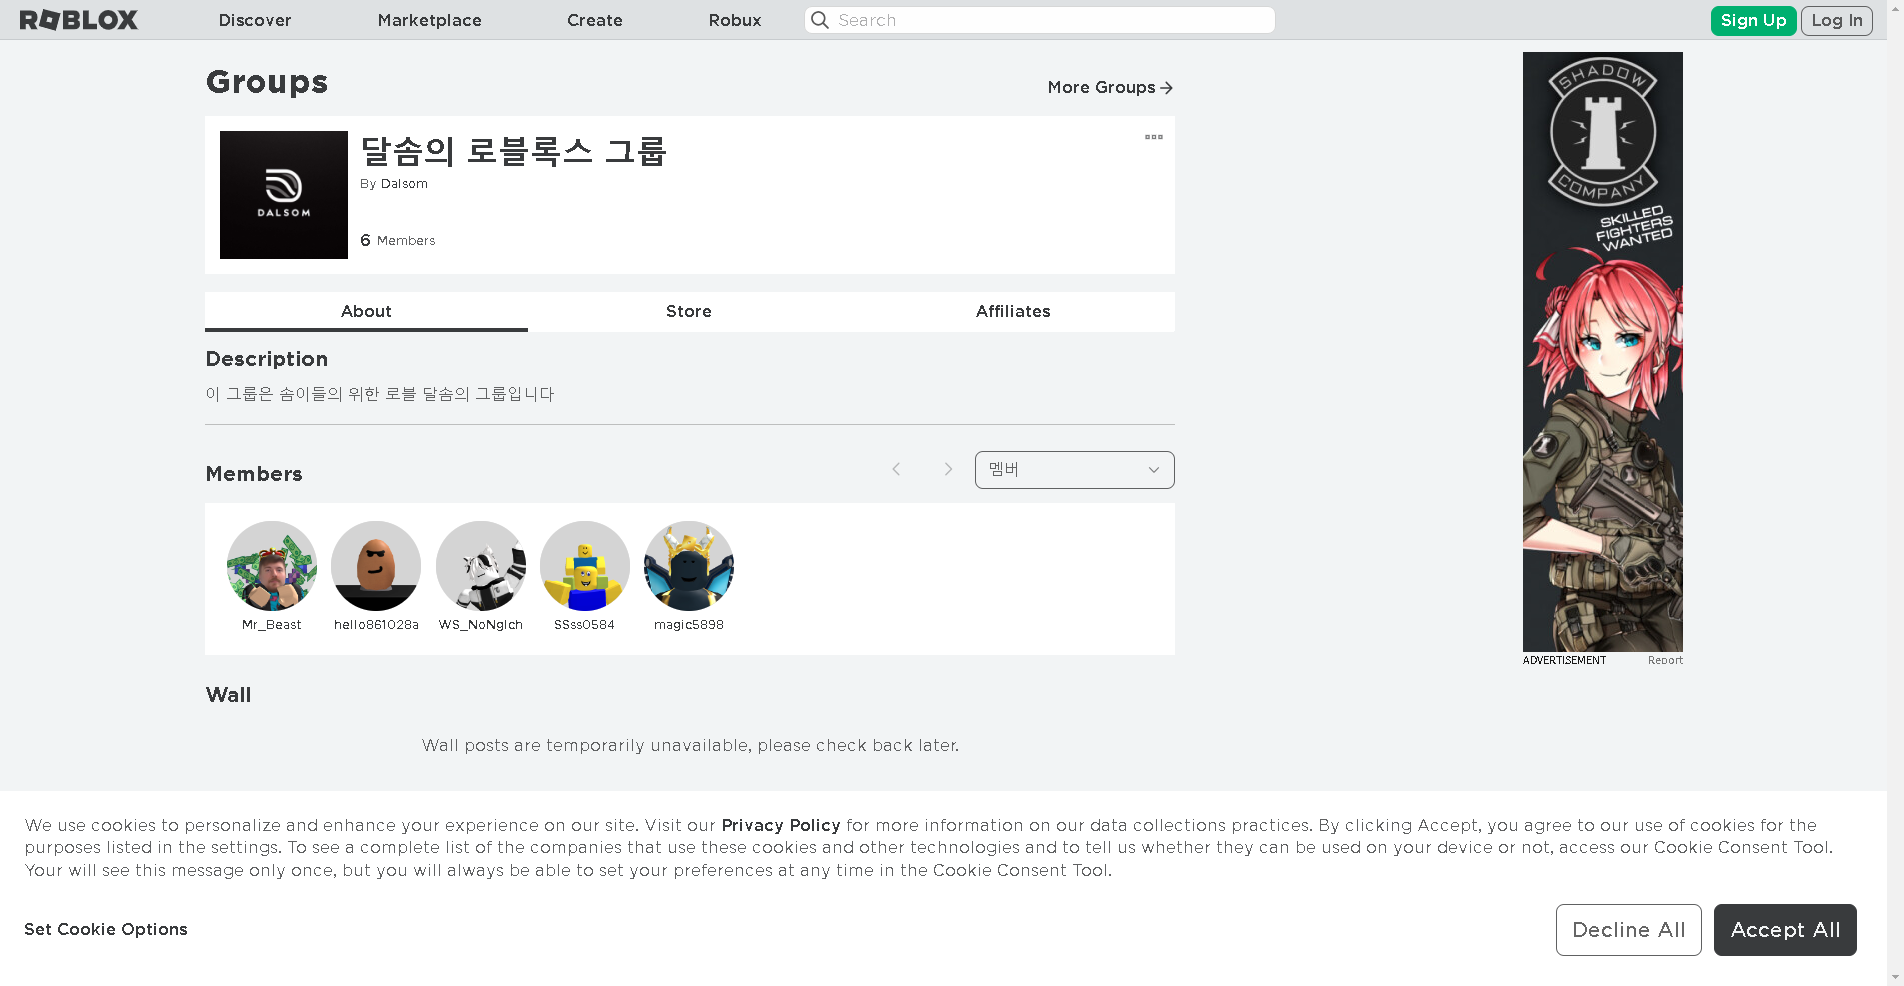 ROBLOX
Discover
Marketplace
Create
Robux
Search
Sign Up
Log In
Groups
More Groups
DALSOM
달솜의 로블록스 그룹
By Dalsom
6 Members
About
Store
Affiliates
Description
이 그룹은 솜이들의 위한 로블 달솜의 그룹입니다
Members
멤버
Mr_Beast
hello861028a
WS_NoNglch
SSss0584
magic5898
Wall
Wall posts are temporarily unavailable, please check back later.
SHADOW
COMPANY
SKILLED
FIGHTERS
WANTED
ADVERTISEMENT
Report
We use cookies to personalize and enhance your experience on our site. Visit our Privacy Policy for more information on our data collections practices. By clicking Accept, you agree to our use of cookies for the
purposes listed in the settings. To see a complete list of the companies that use these cookies and other technologies and to tell us whether they can be used on your device or not, access our Cookie Consent Tool.
Your will see this message only once, but you will always be able to set your preferences at any time in the Cookie Consent Tool.
Set Cookie Options
Decline All
Accept All